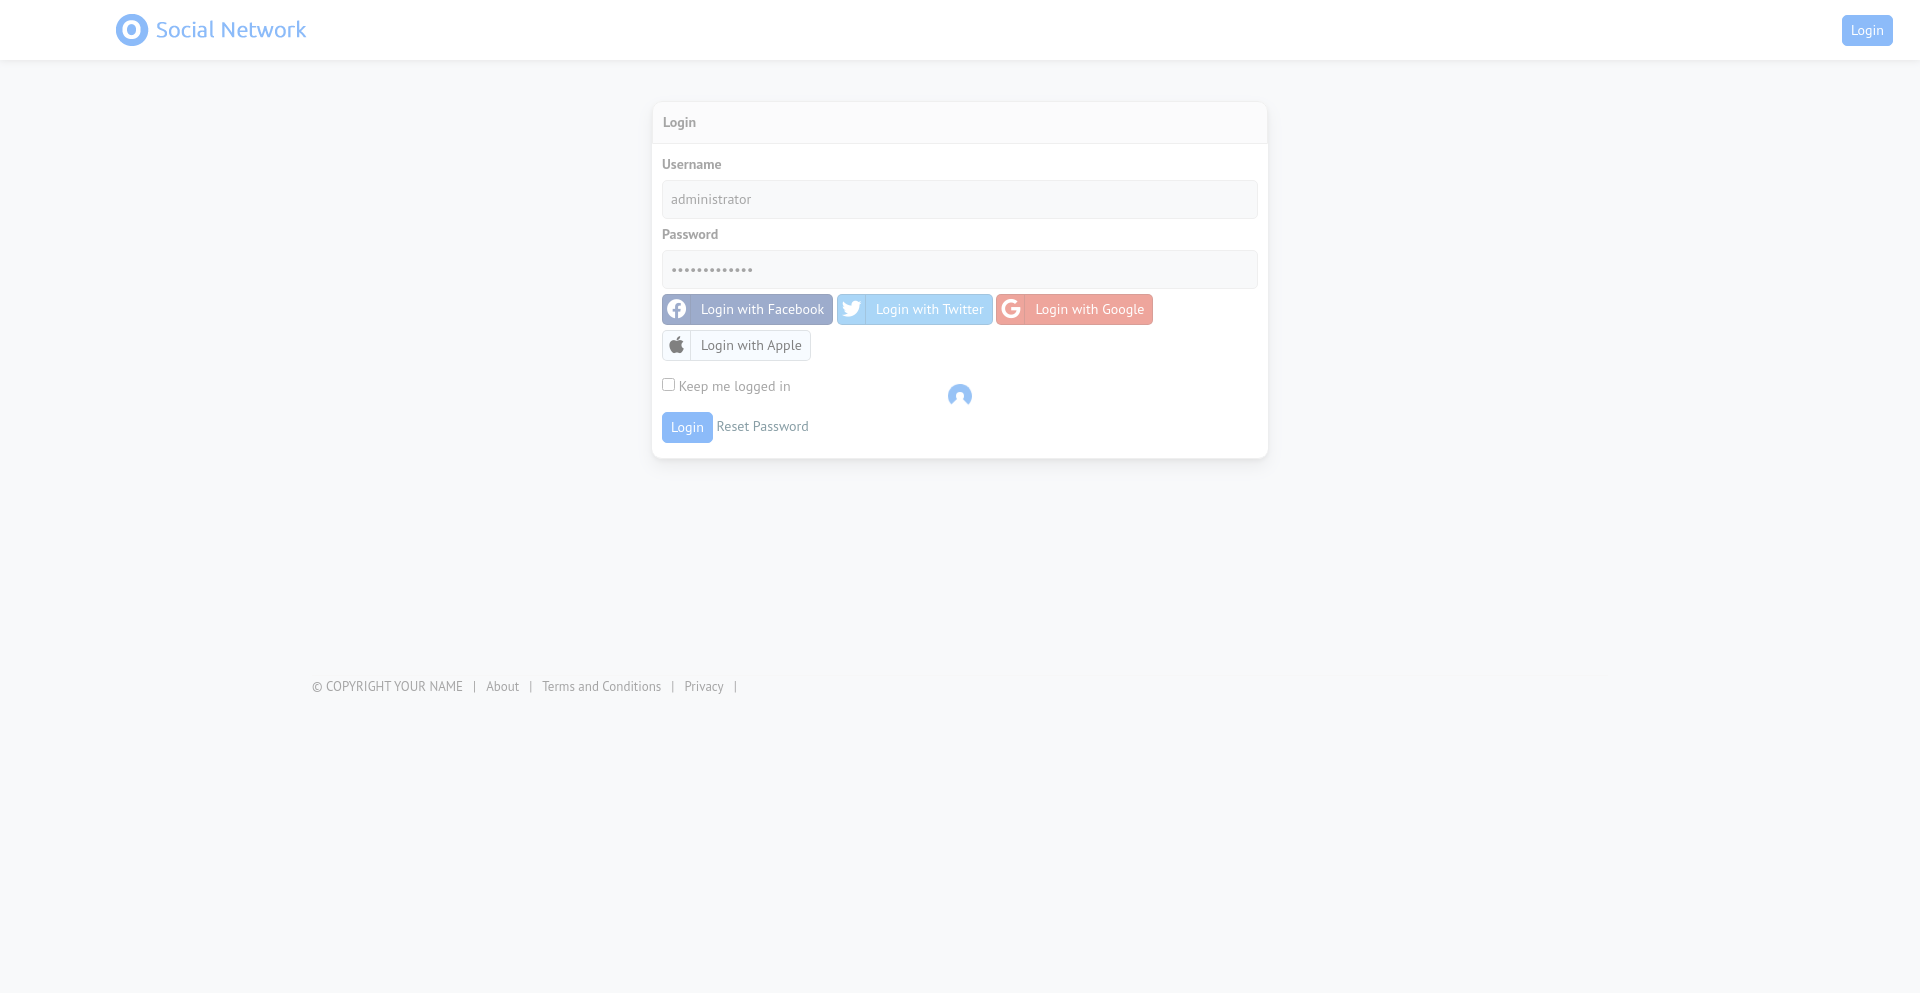 Social Network
Login
Login
Username
administrator
Password
•••••••••••••
Login with Facebook Login with Twitter Login with Google
Login with Apple
Keep me logged in
Login Reset Password
© COPYRIGHT YOUR NAME | About | Terms and Conditions | Privacy |